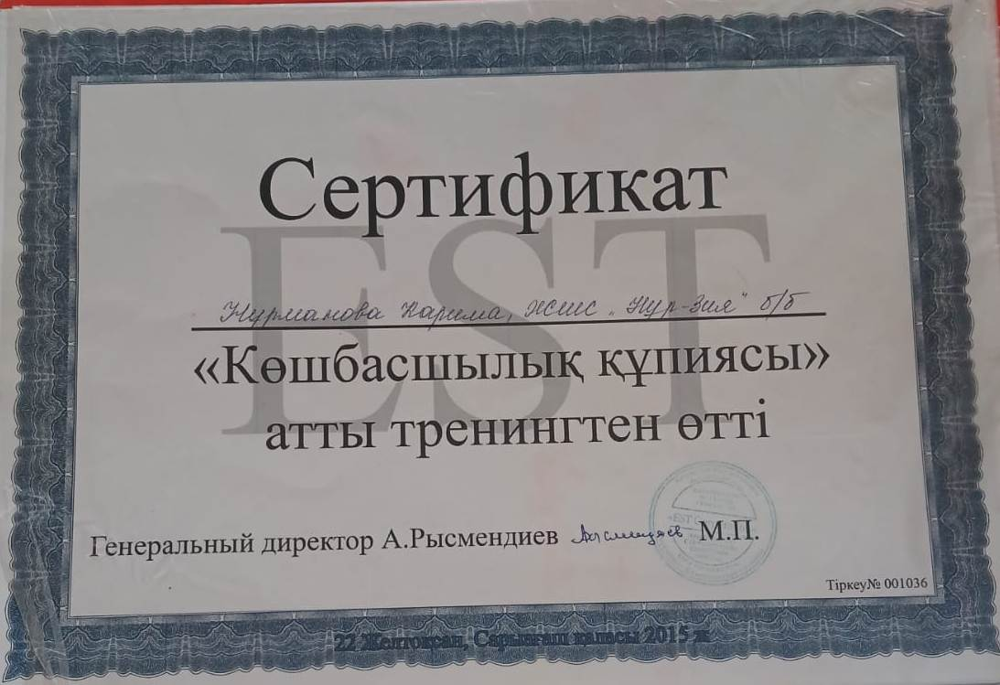 Сертификат
EST
Нурманова Карима, ЖШС "Нур-Зия" б/б
«Көшбасшылық құпиясы»
атты тренингтен өтті
Генеральный директор А.Рысмендиев М.П.
Тіркеу№ 001036
22 Желтоқсан, Сарыағаш қаласы 2015 ж